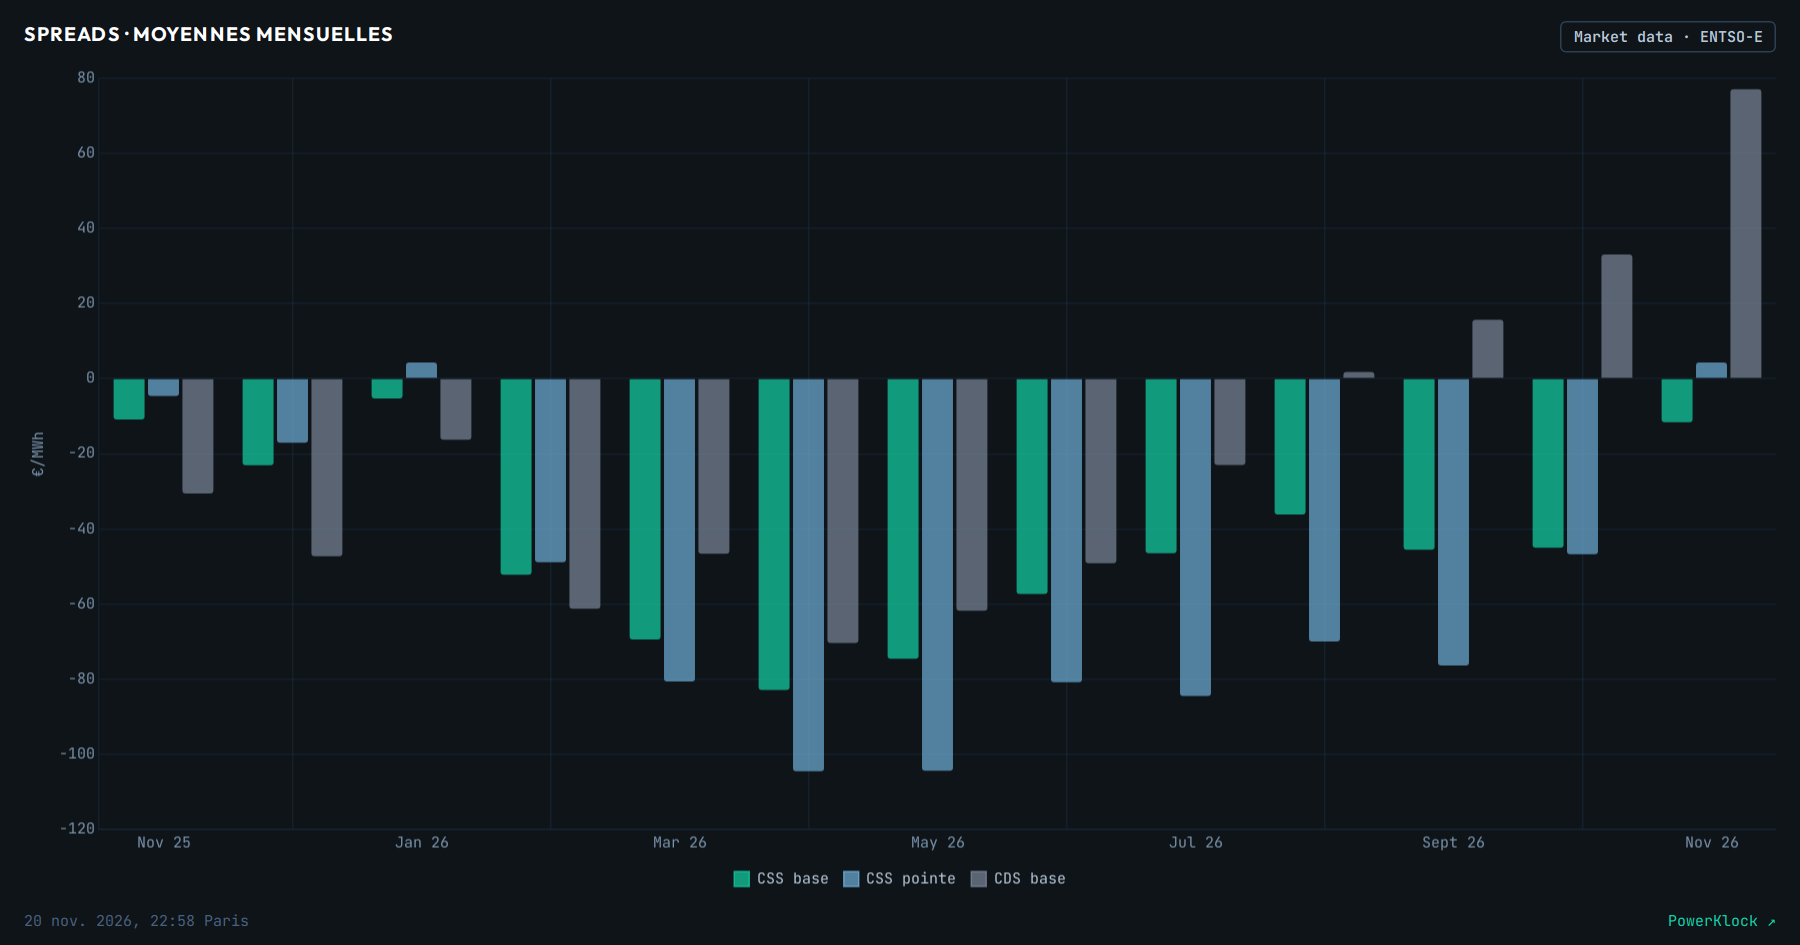 SPREADS · MOYENNES MENSUELLES
Market data · ENTSO-E
80
60
40
20
0
-20
-40
-60
-80
-100
-120
€/MWh
Nov 25
Jan 26
Mar 26
May 26
Jul 26
Sept 26
Nov 26
CSS base
CSS pointe
CDS base
20 nov. 2026, 22:58 Paris
PowerKlock ↗